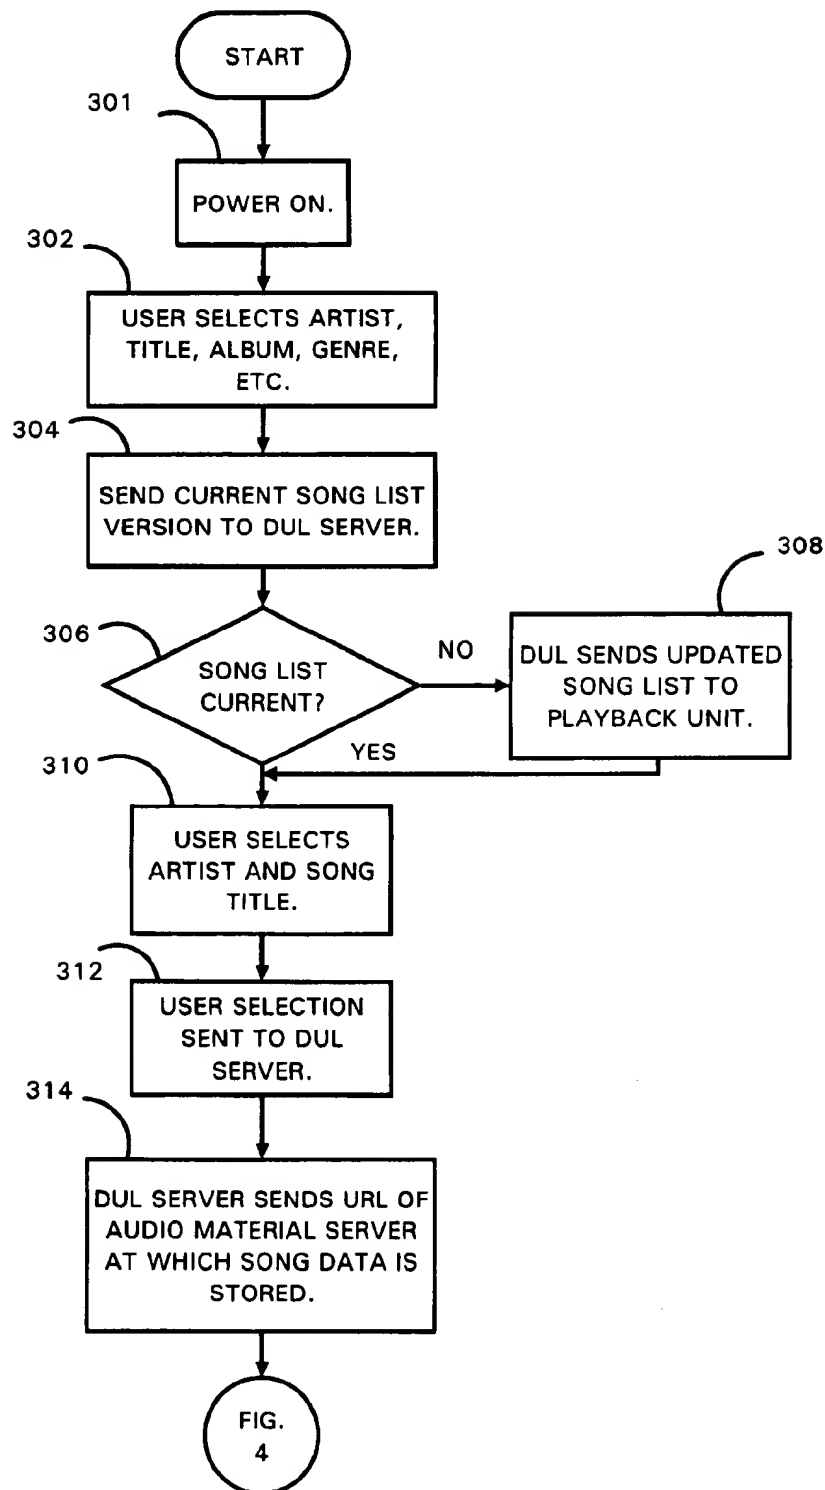 START
301
POWER ON.
302
USER SELECTS ARTIST,
TITLE, ALBUM, GENRE,
ETC.
304
SEND CURRENT SONG LIST
VERSION TO DUL SERVER.
306
SONG LIST
CURRENT?
NO
308
DUL SENDS UPDATED
SONG LIST TO
PLAYBACK UNIT.
YES
310
USER SELECTS
ARTIST AND SONG
TITLE.
312
USER SELECTION
SENT TO DUL
SERVER.
314
DUL SERVER SENDS URL OF
AUDIO MATERIAL SERVER
AT WHICH SONG DATA IS
STORED.
FIG.
4